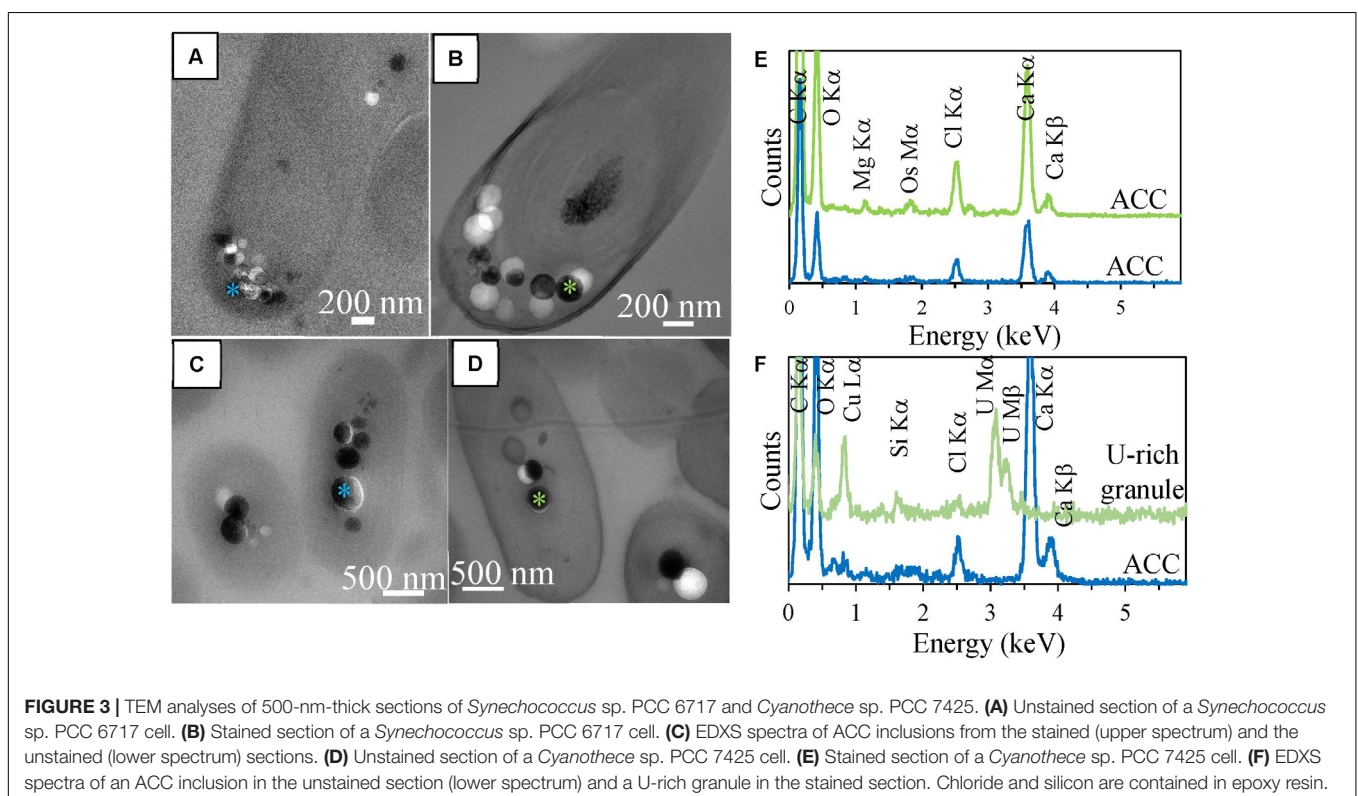 A
B
*
200 nm
*
200 nm
C
D
*
500 nm
*
500 nm
E
Counts
C Kα
O Kα
Mg Kα
Os Mα
Cl Kα
Ca Kα
Ca Kβ
ACC
ACC
0 1 2 3 4 5
Energy (keV)
F
Counts
C Kα
O Kα
Cu Lα
Si Kα
Cl Kα
U Mα
U Mβ
Ca Kα
Ca Kβ
U-rich
granule
ACC
0 1 2 3 4 5
Energy (keV)
FIGURE 3 | TEM analyses of 500-nm-thick sections of Synechococcus sp. PCC 6717 and Cyanothece sp. PCC 7425. (A) Unstained section of a Synechococcus
sp. PCC 6717 cell. (B) Stained section of a Synechococcus sp. PCC 6717 cell. (C) EDXS spectra of ACC inclusions from the stained (upper spectrum) and the
unstained (lower spectrum) sections. (D) Unstained section of a Cyanothece sp. PCC 7425 cell. (E) Stained section of a Cyanothece sp. PCC 7425 cell. (F) EDXS
spectra of an ACC inclusion in the unstained section (lower spectrum) and a U-rich granule in the stained section. Chloride and silicon are contained in epoxy resin.